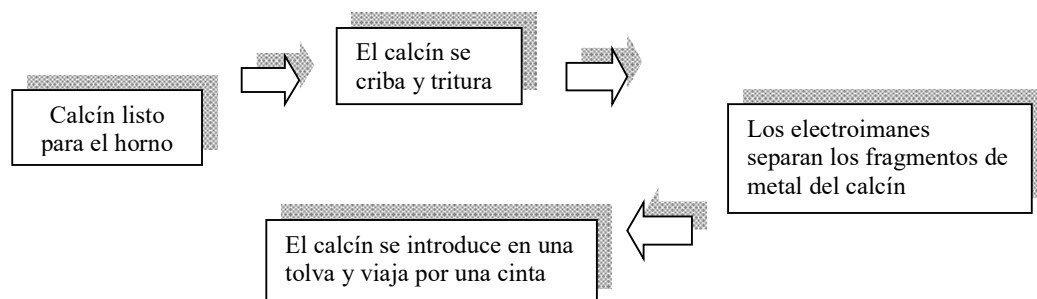 Calcín listo
para el horno
El calcín se
criba y tritura
Los electroimanes
separan los fragmentos de
metal del calcín
El calcín se introduce en una
tolva y viaja por una cinta